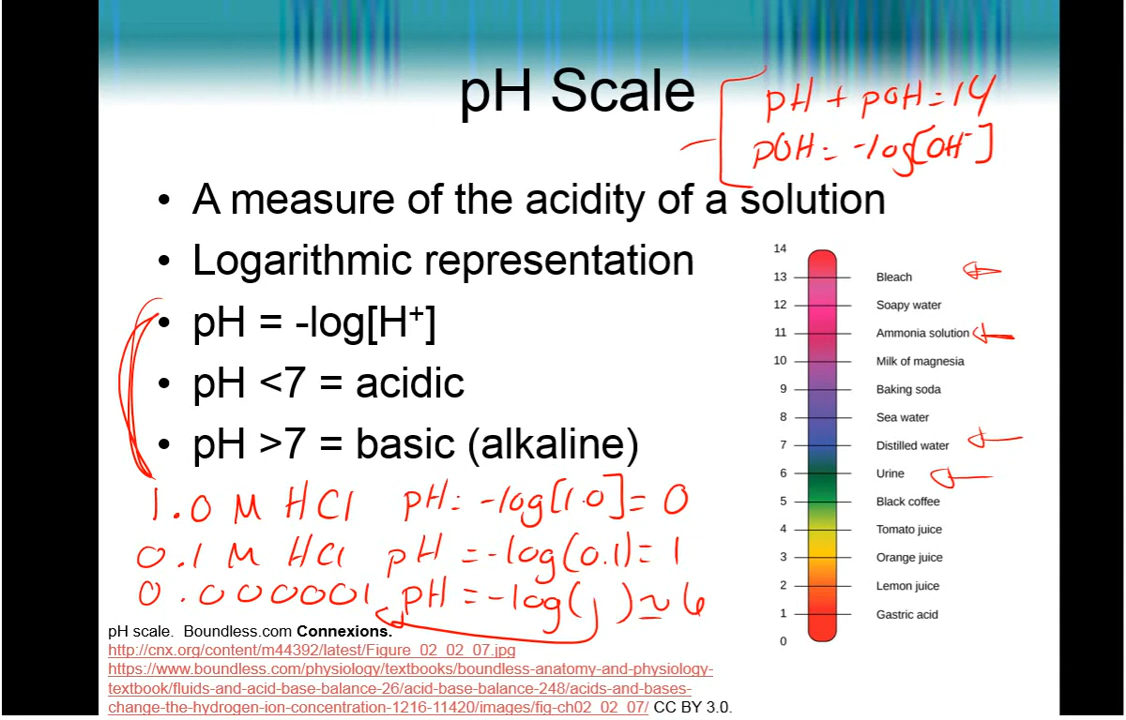 pH Scale
pH + pOH = 14
pOH = -log[OH⁻]
• A measure of the acidity of a solution
• Logarithmic representation
• pH = -log[H⁺]
• pH <7 = acidic
• pH >7 = basic (alkaline)
1.0 M HCl pH = -log[1.0] = 0
0.1 M HCl pH = -log(0.1) = 1
0.000001 pH = -log( ) ≃ 6
14
13 Bleach
12 Soapy water
11 Ammonia solution
10 Milk of magnesia
9 Baking soda
8 Sea water
7 Distilled water
6 Urine
5 Black coffee
4 Tomato juice
3 Orange juice
2 Lemon juice
1 Gastric acid
0
pH scale. Boundless.com Connexions.
http://cnx.org/content/m44392/latest/Figure_02_02_07.jpg
https://www.boundless.com/physiology/textbooks/boundless-anatomy-and-physiology-
textbook/fluids-and-acid-base-balance-26/acid-base-balance-248/acids-and-bases-
change-the-hydrogen-ion-concentration-1216-11420/images/fig-ch02_02_07/ CC BY 3.0.